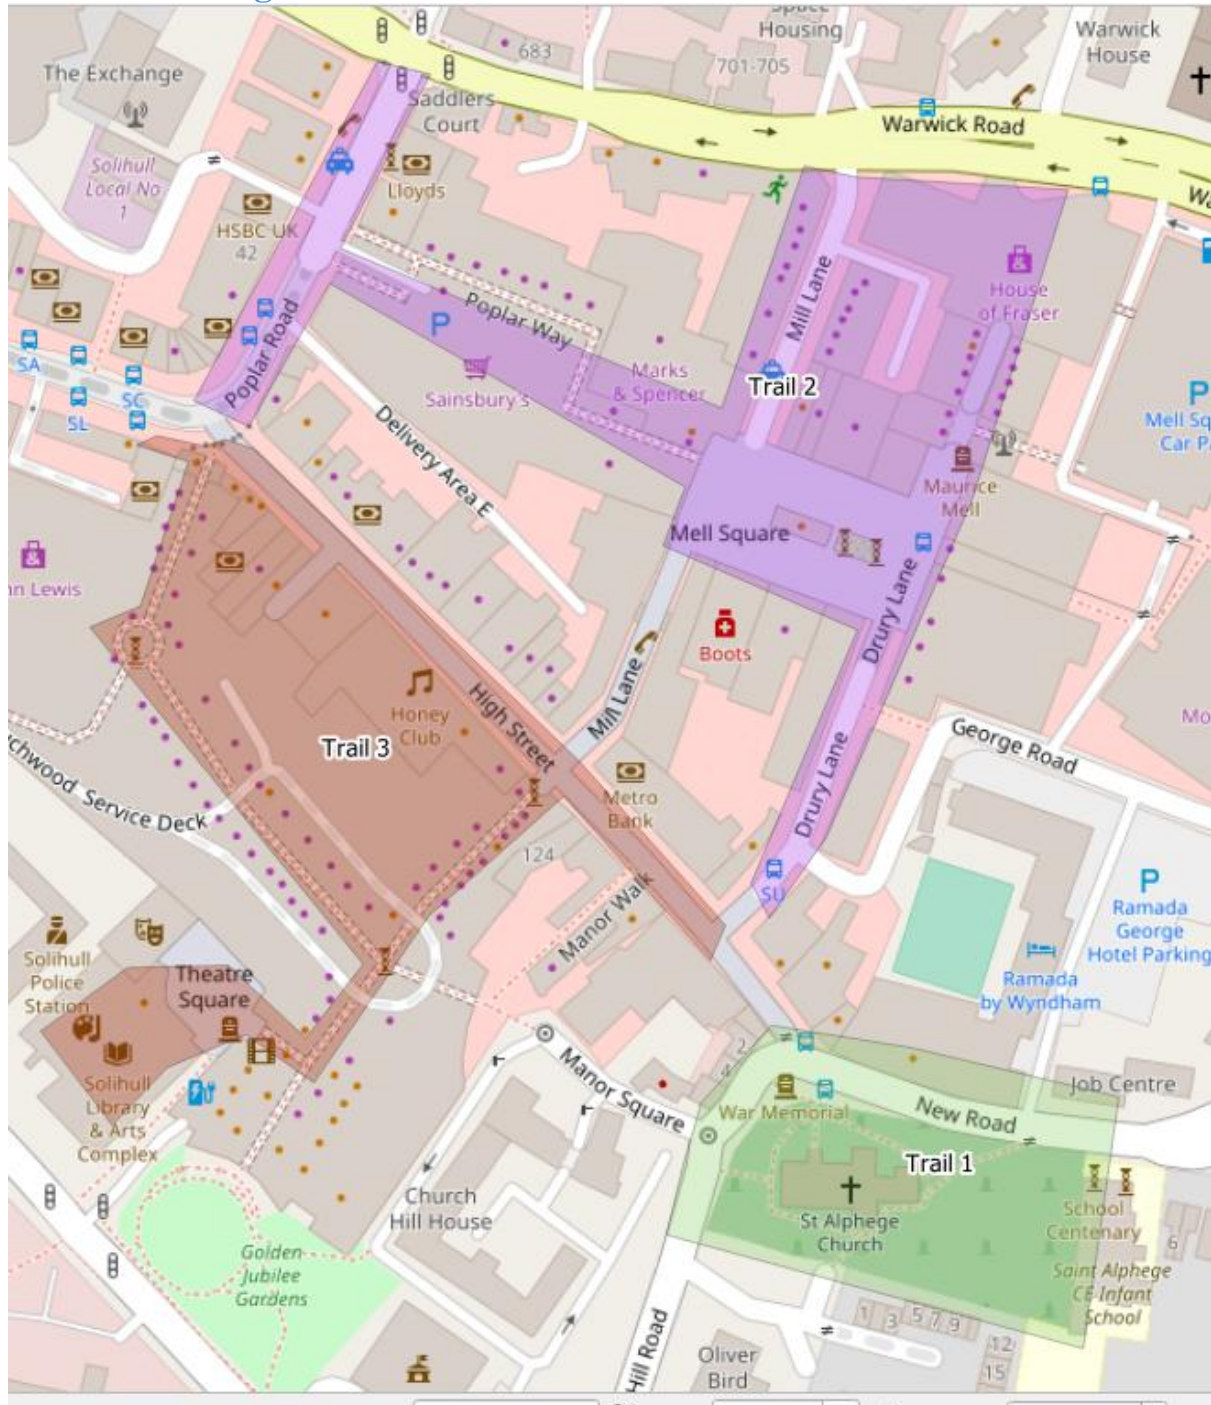 Space
Housing
Warwick
House
683
701-705
The Exchange
Saddlers
Court
Warwick Road
Solihull
Local No
1
Lloyds
Wa
HSBC UK
42
Mill Lane
House
of Fraser
Poplar Road
Poplar Way
SA
SC
SL
Sainsbury's
Marks
& Spencer
Trail 2
Mell Sq
Car P
Delivery Area E
Maurice
Mell
Mell Square
nn Lewis
Drury Lane
Boots
High Street
Mill Lane
Honey
Club
Trail 3
Mo
George Road
chwood Service Deck
Metro
Bank
Drury Lane
124
SU
Manor Walk
P
Ramada
George
Hotel Parking
Solihull
Police
Station
Theatre
Square
Ramada
by Wyndham
Solihull
Library
& Arts
Complex
2
4
Manor Square
War Memorial
New Road
Job Centre
Trail 1
Church
Hill House
St Alphege
Church
School
Centenary
6
Golden
Jubilee
Gardens
Saint Alphege
CE Infant
School
1 3 5 7 9
12
15
Hill Road
Oliver
Bird